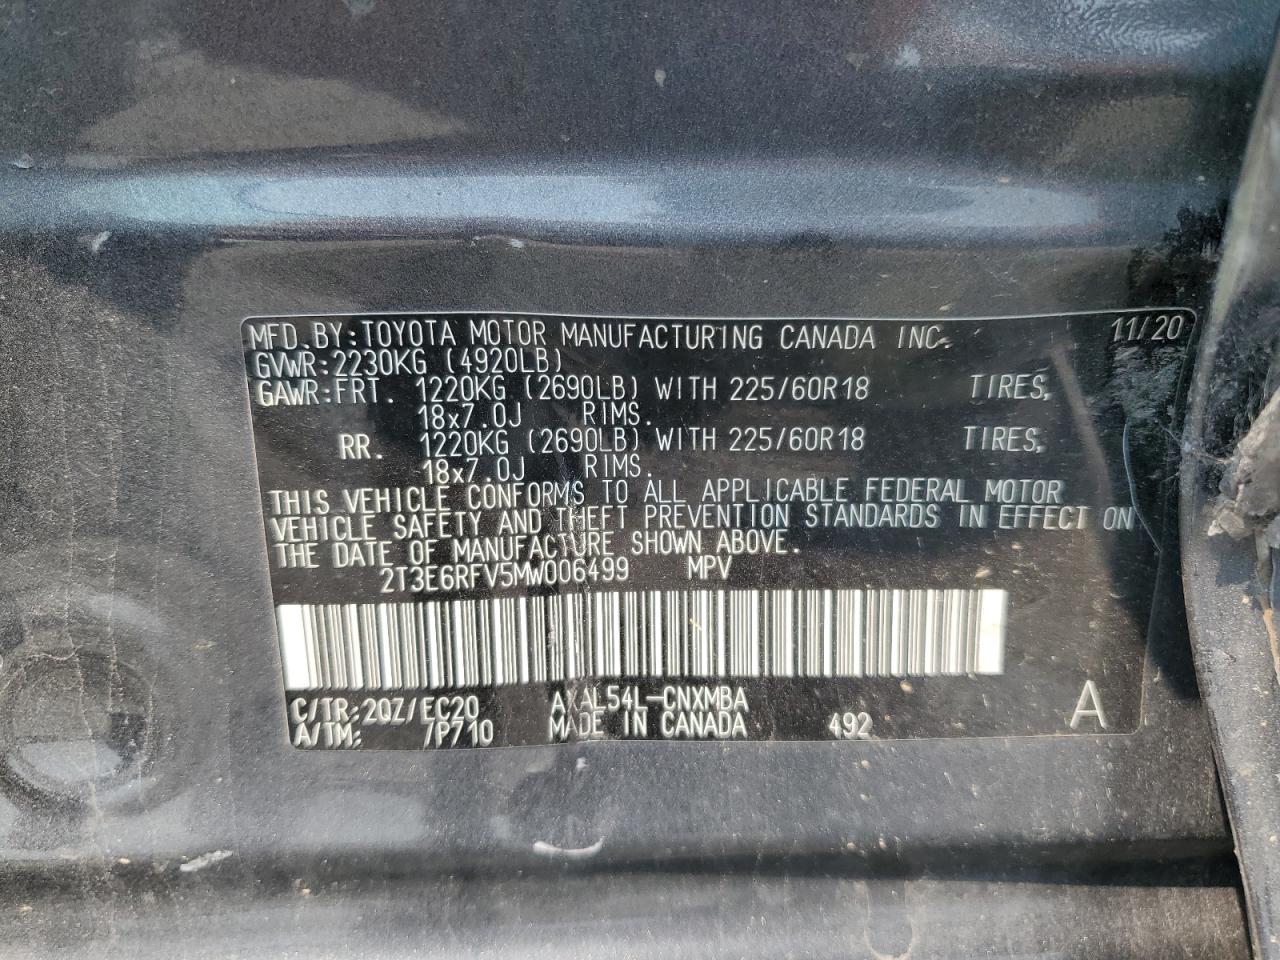 MFD.BY:TOYOTA MOTOR MANUFACTURING CANADA INC. 11/20
GVWR:2230KG (4920LB)
GAWR:FRT. 1220KG (2690LB) WITH 225/60R18 TIRES,
18x7.0J RIMS.
RR. 1220KG (2690LB) WITH 225/60R18 TIRES,
18x7.0J RIMS.
THIS VEHICLE CONFORMS TO ALL APPLICABLE FEDERAL MOTOR
VEHICLE SAFETY AND THEFT PREVENTION STANDARDS IN EFFECT ON
THE DATE OF MANUFACTURE SHOWN ABOVE.
2T3E6RFV5MW006499 MPV
C/TR:2QZ/EC20 AXAL54L-CNXMBA
A/TM: /P710 MADE IN CANADA 492 A